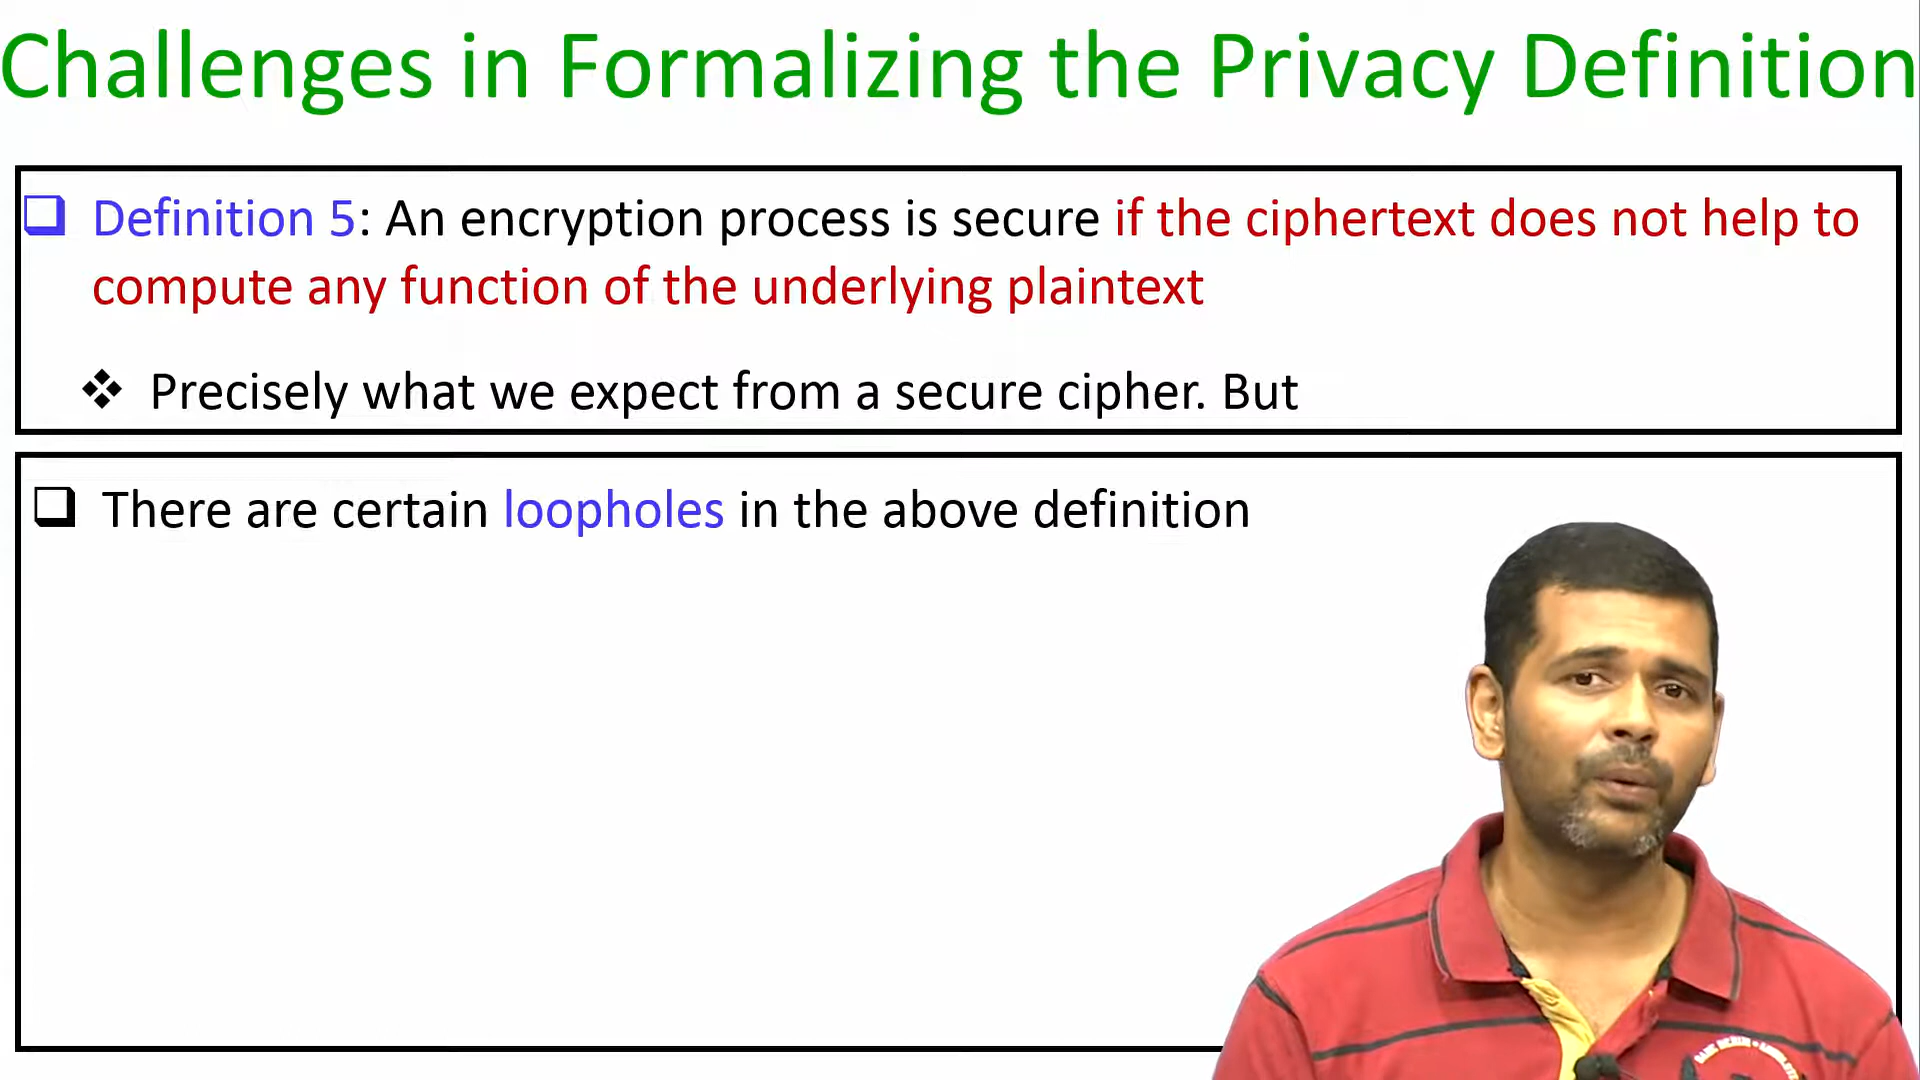 Challenges in Formalizing the Privacy Definition
Definition 5: An encryption process is secure if the ciphertext does not help to
compute any function of the underlying plaintext
Precisely what we expect from a secure cipher. But
There are certain loopholes in the above definition